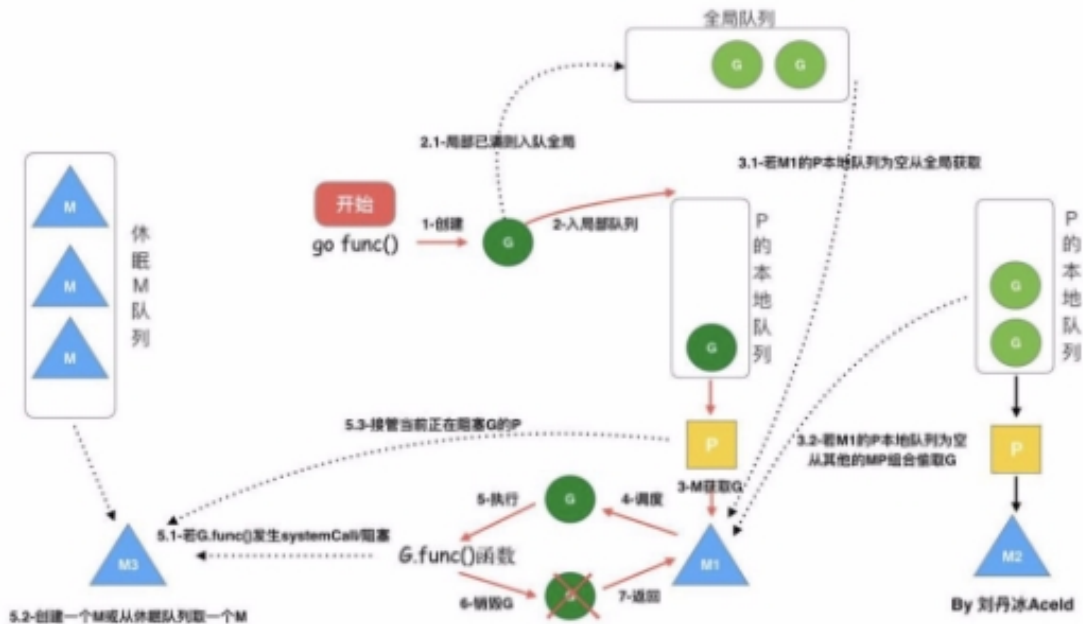 全局队列
G
G
2.1-局部已满则入队全局
3.1-若M1的P本地队列为空从全局获取
开始
go func()
1-创建
G
2-入局部队列
M
M
M
休眠M队列
G
P的本地队列
G
G
P的本地队列
5.3-接管当前正在阻塞G的P
P
3-M获取G
3.2-若M1的P本地队列为空
从其他的MP组合偷取G
P
5-执行
G
4-调度
5.1-若G.func()发生systemCall/阻塞
G.func()函数
M3
M1
M2
6-销毁G
G
7-返回
5.2-创建一个M或从休眠队列取一个M
By 刘丹冰Aceld